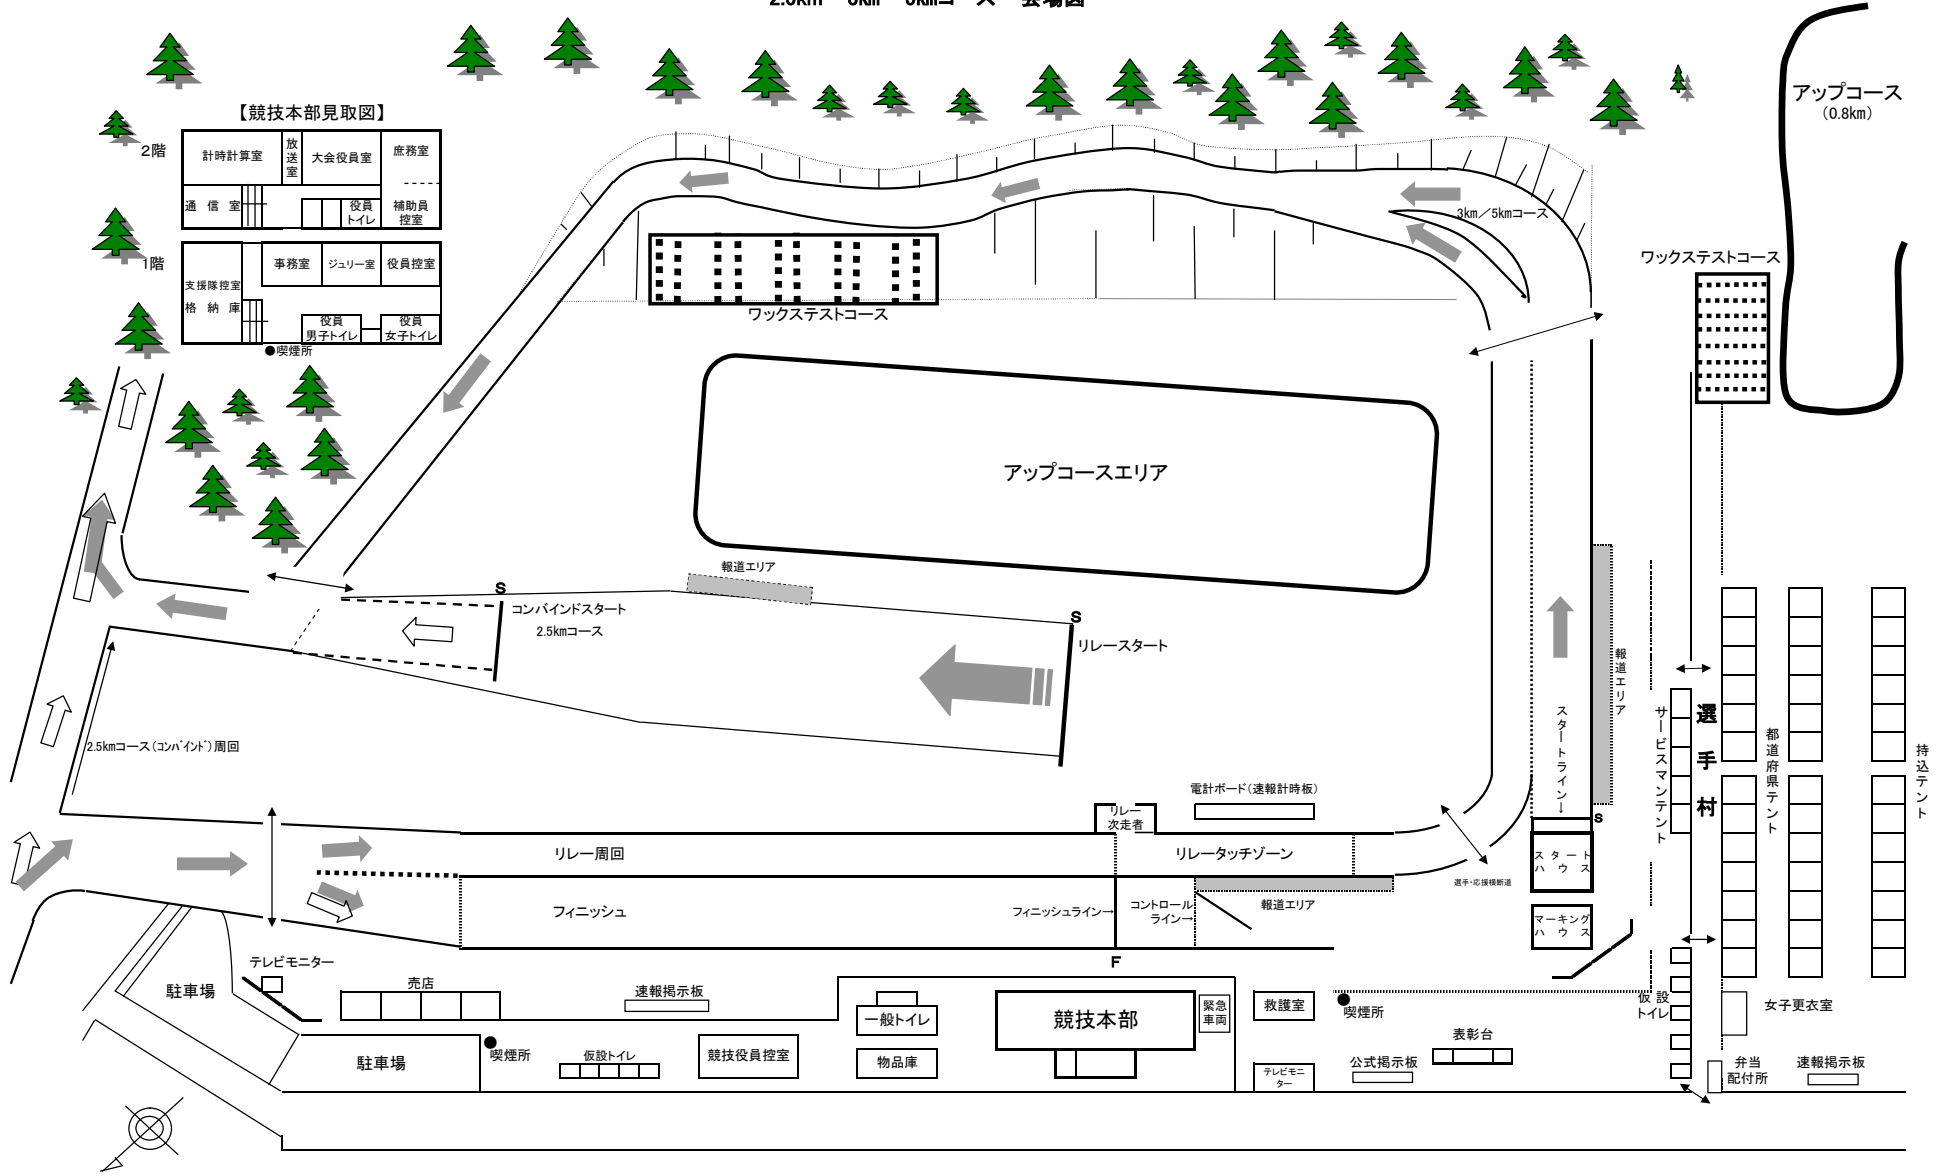 2.5km 3km 5kmコース 会場図
アップコース
（0.8km）
【競技本部見取図】
2階
計時計算室
放送室
大会役員室
庶務室
通信室
役員
トイレ
補助員
控室
1階
支援隊控室
格納庫
事務室
ジュリー室
役員控室
役員
男子トイレ
役員
女子トイレ
●喫煙所
3km／5kmコース
ワックステストコース
ワックステストコース
アップコースエリア
報道エリア
S
コンバインドスタート
2.5kmコース
S
リレースタート
2.5kmコース（コンバインド）周回
報道エリア
スタートライン→
S
サービスマンテント
選手村
都道府県テント
持込テント
電計ボード（速報計時板）
リレー
次走者
リレー周回
リレータッチゾーン
スタート
ハウス
選手・応援横断道
フィニッシュ
フィニッシュライン→
コントロール
ライン→
報道エリア
マーキング
ハウス
F
テレビモニター
駐車場
売店
速報掲示板
一般トイレ
競技本部
緊急
車両
救護室
喫煙所
仮設
トイレ
女子更衣室
駐車場
喫煙所
仮設トイレ
競技役員控室
物品庫
テレビモニ
ター
公式掲示板
表彰台
弁当
配付所
速報掲示板